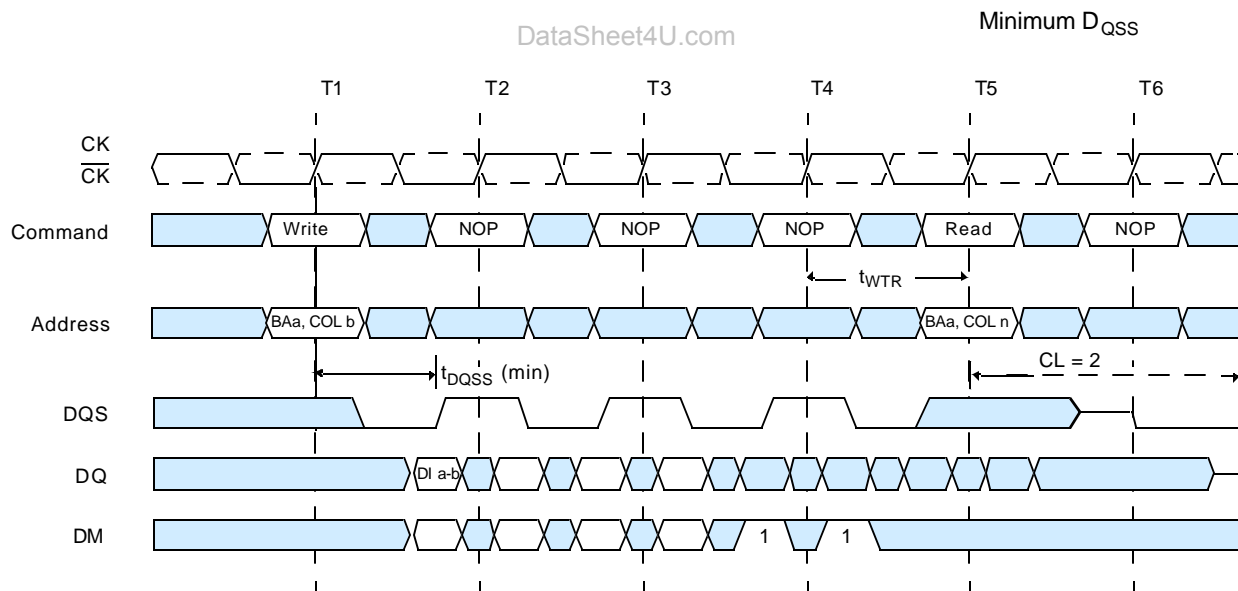 DataSheet4U.com
Minimum DQSS
T1 T2 T3 T4 T5 T6
CK
CK
Command Write NOP NOP NOP Read NOP
tWTR
Address BAa, COL b BAa, COL n
tDQSS (min) CL = 2
DQS
DQ DI a-b
DM 1 1